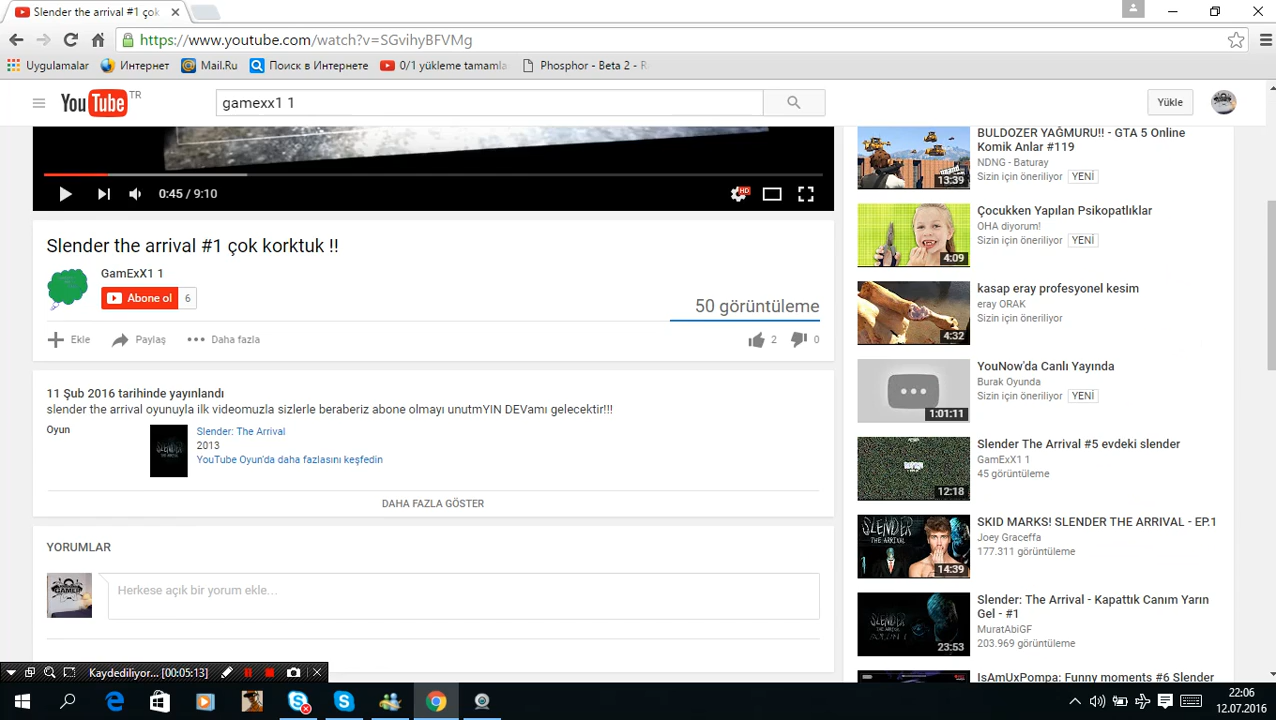 Slender the arrival #1 çok
https://www.youtube.com/watch?v=SGvihyBFVMg
Uygulamalar Интернет Mail.Ru Поиск в Интернете 0/1 yükleme tamamla Phosphor - Beta 2 - R
YouTube TR
gamexx1 1
Yükle
0:45 / 9:10
HD
Slender the arrival #1 çok korktuk !!
GamExX1 1
Abone ol 6
50 görüntüleme
Ekle Paylaş Daha fazla 2 0
11 Şub 2016 tarihinde yayınlandı
slender the arrival oyunuyla ilk vidıomuzla sizlerle beraberiz abone olmayı unutmYIN DEVamı gelecektir!!!
Oyun
Slender: The Arrival
2013
YouTube Oyun'da daha fazlasını keşfedin
DAHA FAZLA GÖSTER
YORUMLAR
Herkese açık bir yorum ekle...
BULDOZER YAĞMURU!! - GTA 5 Online
Komik Anlar #119
NDNG - Baturay
Sizin için öneriliyor YENİ
13:39
Çocukken Yapılan Psikopatlıklar
OHA diyorum!
Sizin için öneriliyor YENİ
4:09
kasap eray profesyonel kesim
eray ORAK
Sizin için öneriliyor
4:32
YouNow'da Canlı Yayında
Burak Oyunda
Sizin için öneriliyor YENİ
1:01:11
Slender The Arrival #5 evdeki slender
GamExX1 1
45 görüntüleme
12:18
SKID MARKS! SLENDER THE ARRIVAL - EP.1
Joey Graceffa
177.311 görüntüleme
SLENDER
THE ARRIVAL
14:39
Slender: The Arrival - Kapattık Canım Yarın
Gel - #1
MuratAbiGF
203.969 görüntüleme
23:53
Kaydediliyor...
22:06
12.07.2016